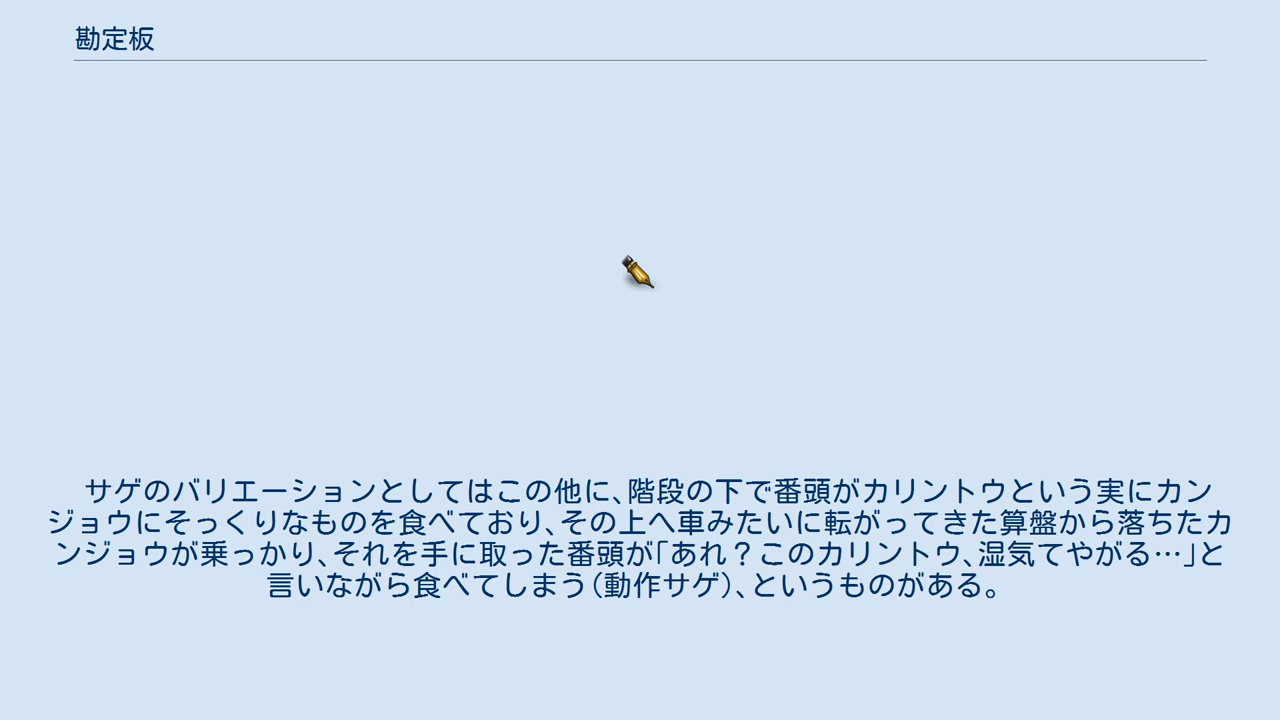 勘定板
サゲのバリエーションとしてはこの他に、階段の下で番頭がカリントウという実にカン
ジョウにそっくりなものを食べており、その上へ車みたいに転がってきた算盤から落ちたカ
ンジョウが乗っかり、それを手に取った番頭が「あれ？このカリントウ、湿気てやがる…」と
言いながら食べてしまう（動作サゲ）、というものがある。